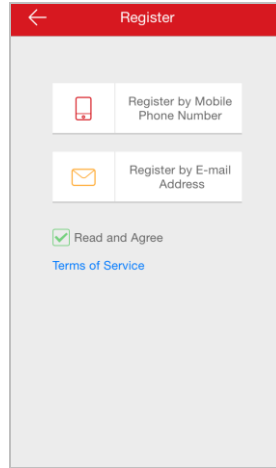 Register
Register by Mobile
Phone Number
Register by E-mail
Address
Read and Agree
Terms of Service